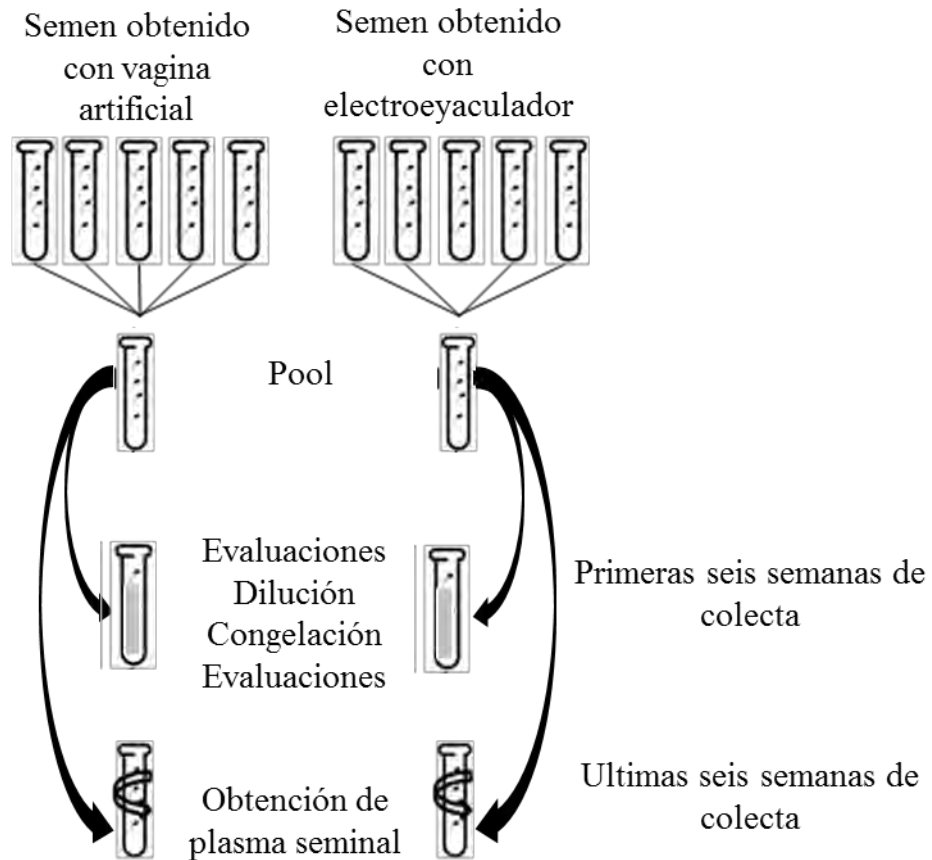 Semen obtenido
con vagina
artificial
Semen obtenido
con
electroeyaculador
Pool
Evaluaciones
Dilución
Congelación
Evaluaciones
Primeras seis semanas de
colecta
Obtención de
plasma seminal
Ultimas seis semanas de
colecta